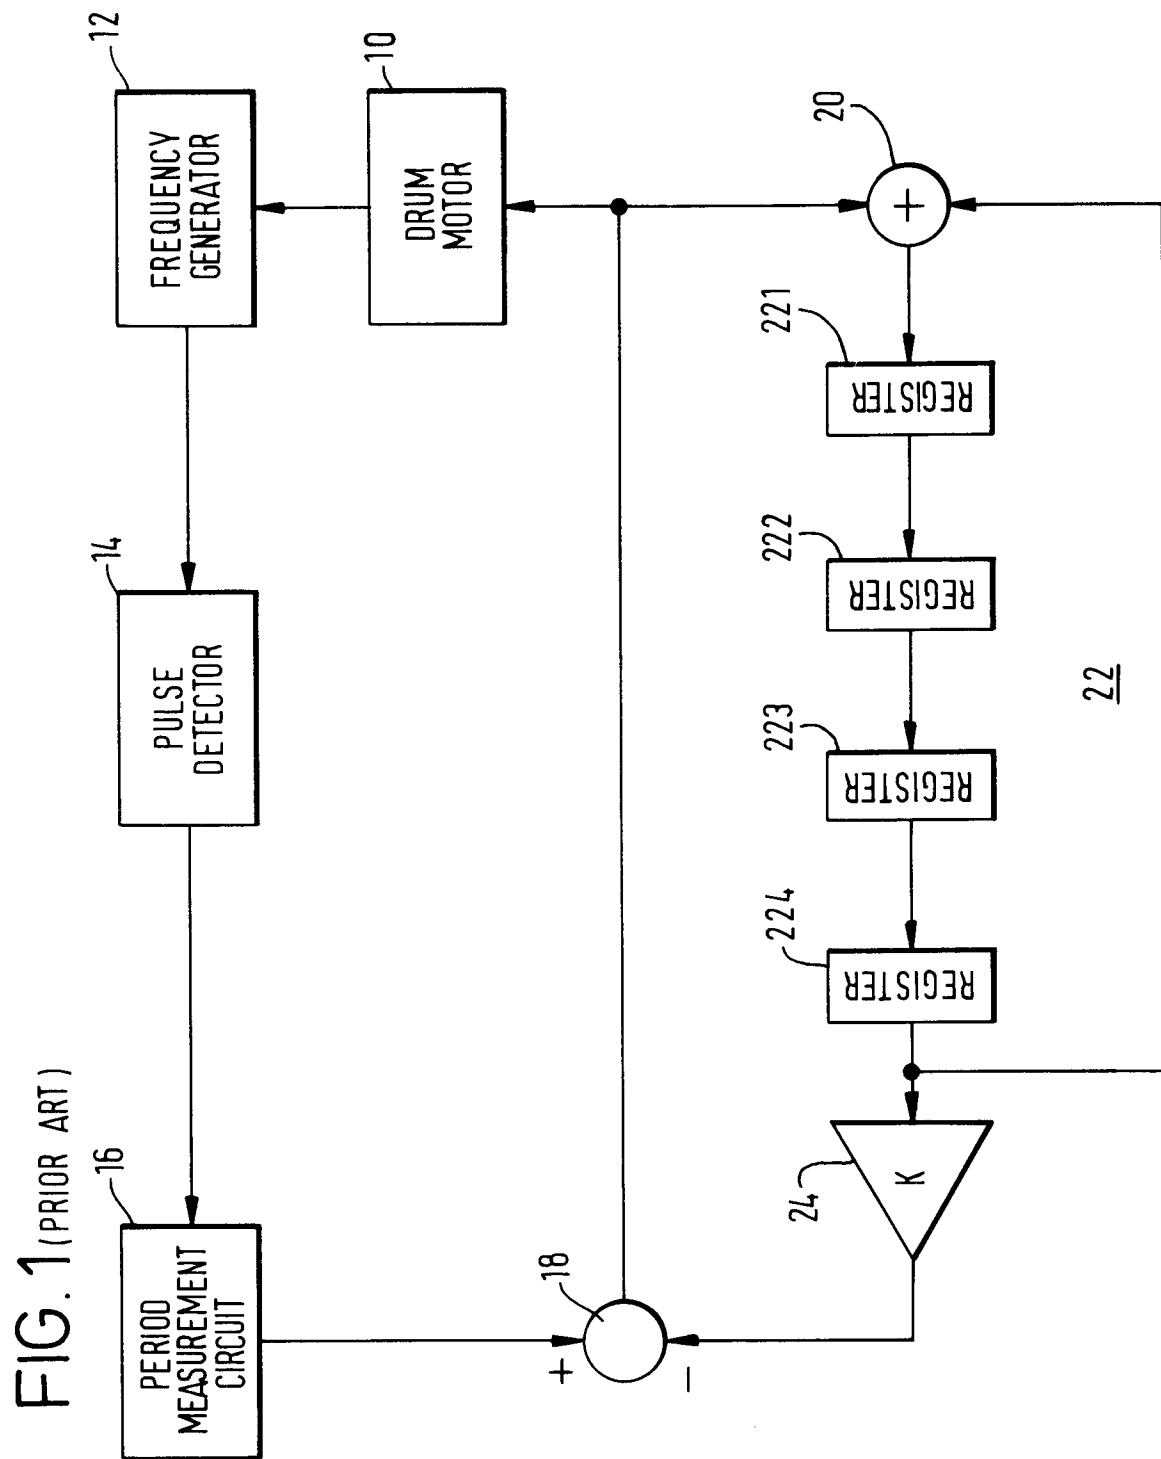 FIG. 1 (PRIOR ART)
16
PERIOD
MEASUREMENT
CIRCUIT
14
PULSE
DETECTOR
12
FREQUENCY
GENERATOR
10
DRUM
MOTOR
18
+
-
20
+
24
K
224
REGISTER
223
REGISTER
222
REGISTER
221
REGISTER
22